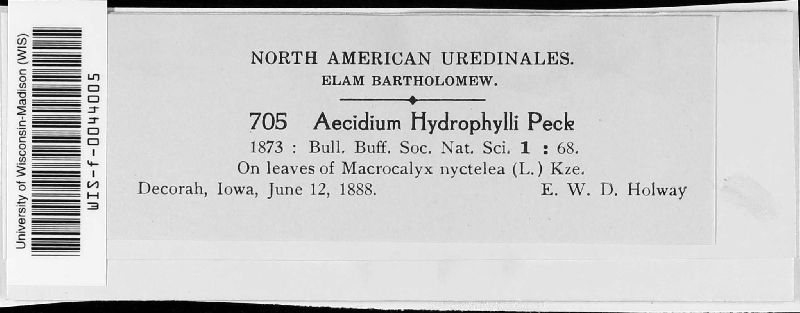 University of Wisconsin-Madison (WIS)
WIS-f-0044005
NORTH AMERICAN UREDINALES.
ELAM BARTHOLOMEW.
705 Aecidium Hydrophylli Peck
1873 : Bull. Buff. Soc. Nat. Sci. 1 : 68.
On leaves of Macrocalyx nyctelea (L.) Kze.
Decorah, Iowa, June 12, 1888. E. W. D. Holway